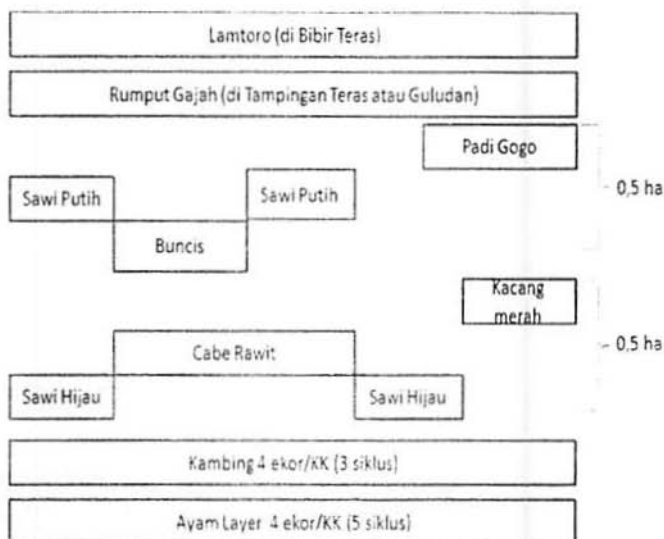 Lamtoro (di Bibir Teras)
Rumput Gajah (di Tampingan Teras atau Guludan)
Padi Gogo
Sawi Putih
Sawi Putih
0,5 ha
Buncis
Kacang
merah
Cabe Rawit
0,5 ha
Sawi Hijau
Sawi Hijau
Kambing 4 ekor/KK (3 siklus)
Ayam Layer 4 ekor/KK (5 siklus)